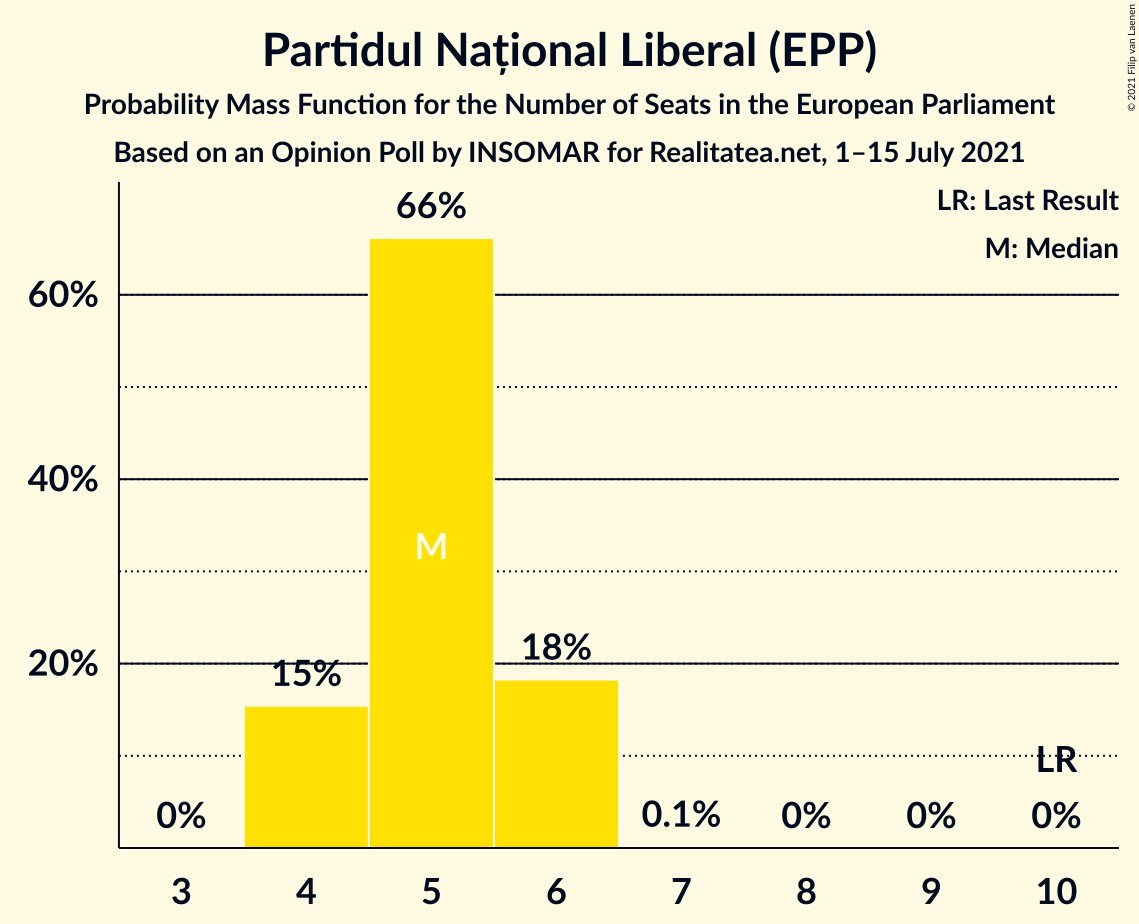 Partidul Național Liberal (EPP)
Probability Mass Function for the Number of Seats in the European Parliament
Based on an Opinion Poll by INSOMAR for Realitatea.net, 1–15 July 2021
© 2021 Filip van Laenen
LR: Last Result
M: Median
60%
40%
20%
66%
M
15%
18%
0%
0.1%
0%
0%
LR
0%
3 4 5 6 7 8 9 10